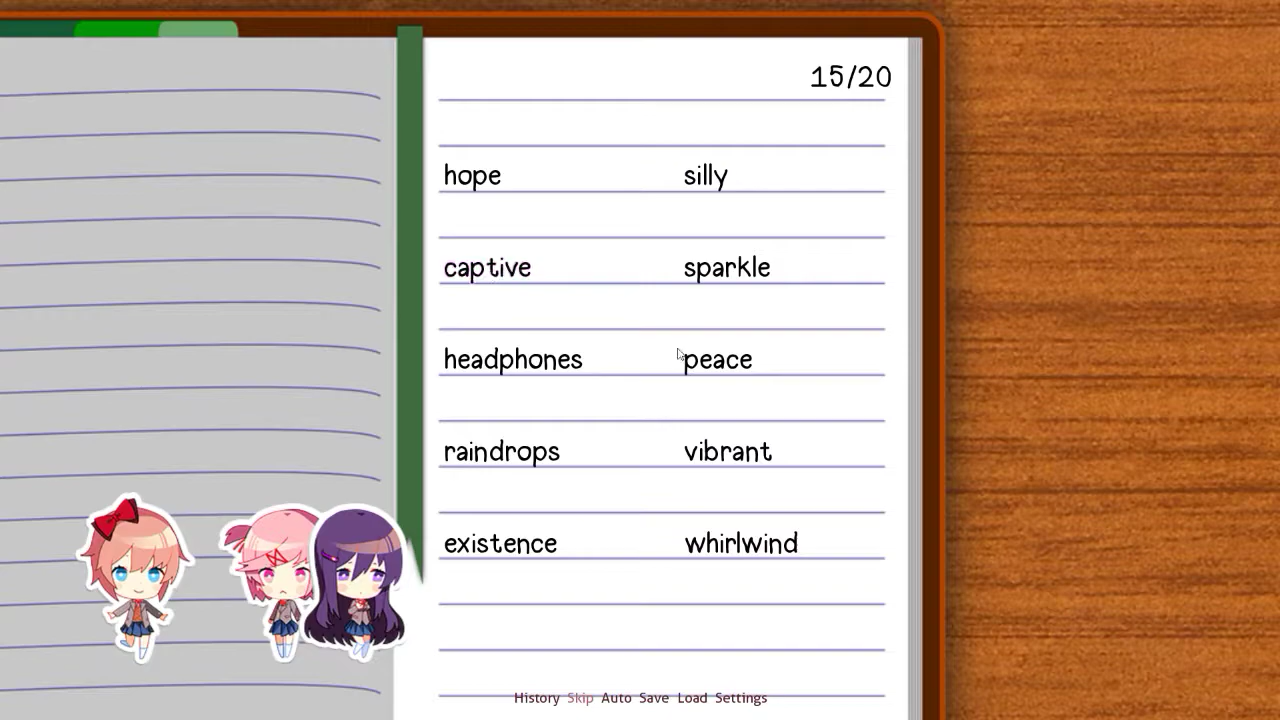 15/20
hope silly
captive sparkle
headphones peace
raindrops vibrant
existence whirlwind
History Skip Auto Save Load Settings